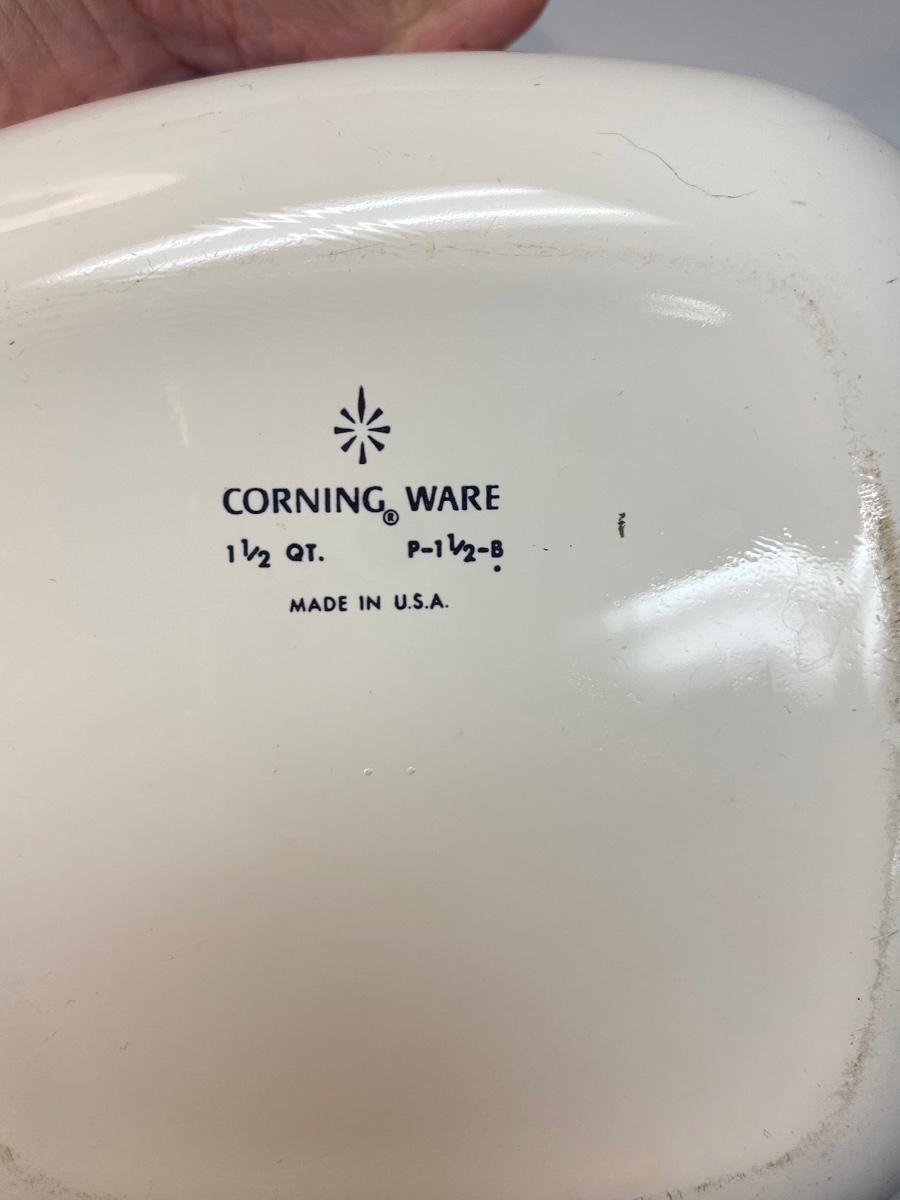 CORNING® WARE
1½ QT. P-1½-B
MADE IN U.S.A.